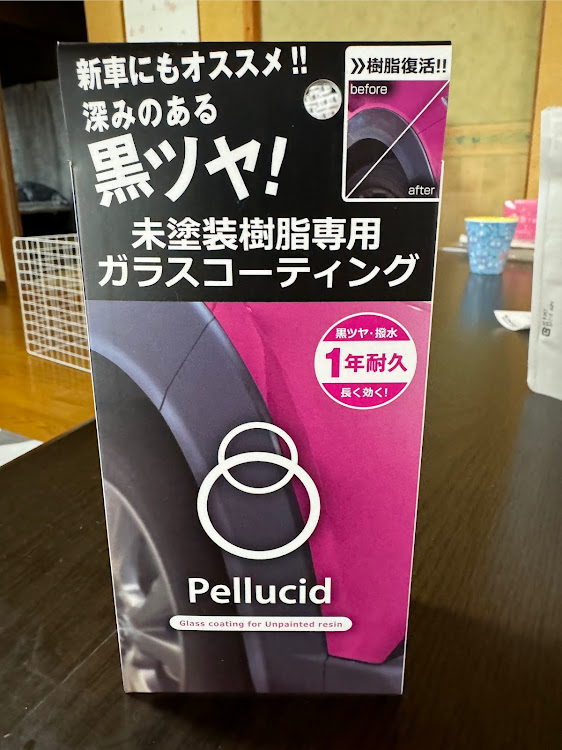 新車にもオススメ!!
深みのある
黒ツヤ!
樹脂復活!!
before
after
未塗装樹脂専用
ガラスコーティング
黒ツヤ・撥水
1年耐久
長く効く!
Pellucid
Glass coating for Unpainted resin